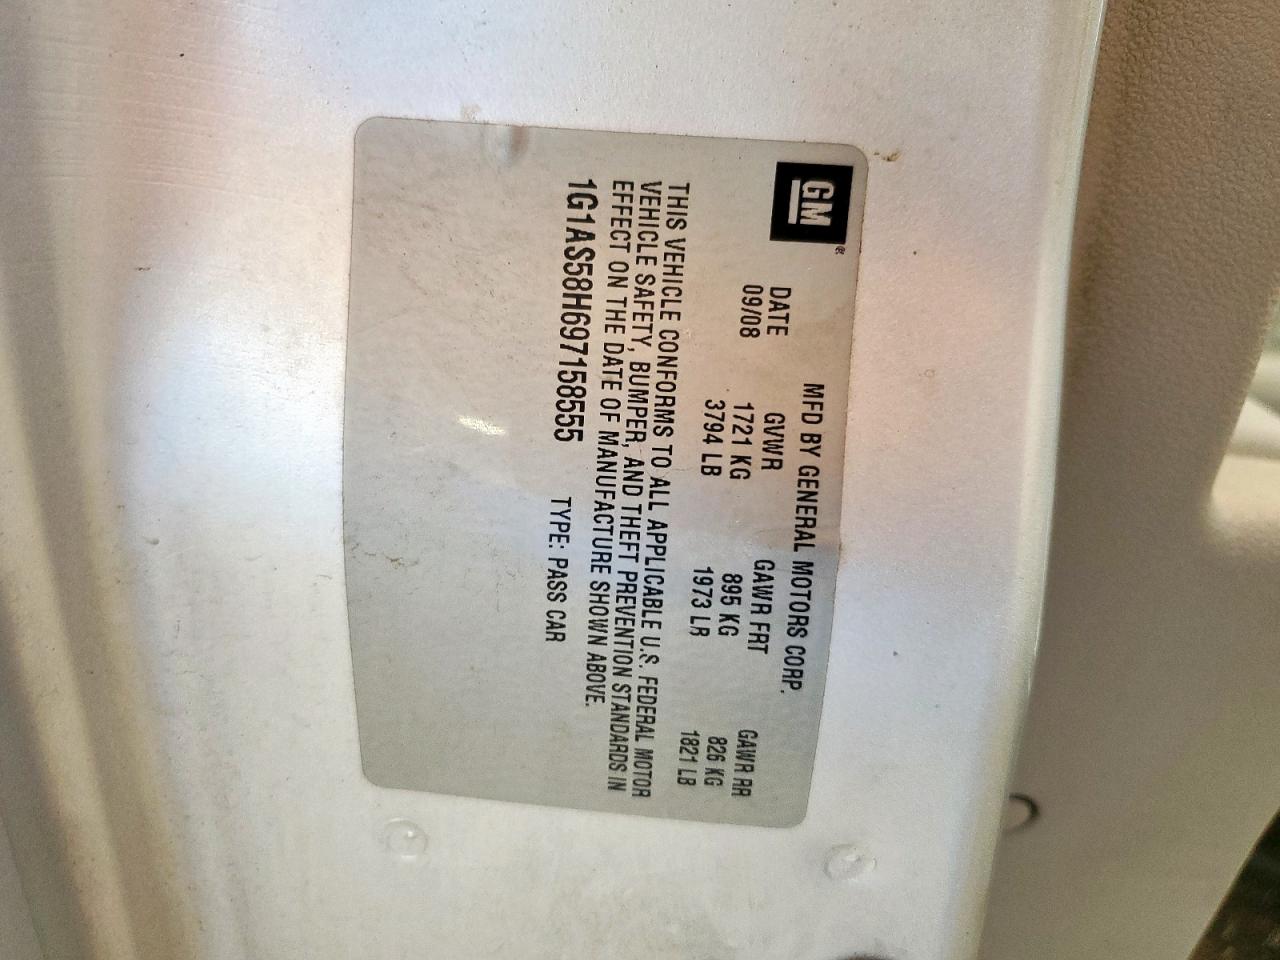 GM®
MFD BY GENERAL MOTORS CORP.
DATE GVWR GAWR FRT GAWR RR
09/08 1721 KG 895 KG 826 KG
3794 LB 1973 LB 1821 LB
THIS VEHICLE CONFORMS TO ALL APPLICABLE U.S. FEDERAL MOTOR
VEHICLE SAFETY, BUMPER, AND THEFT PREVENTION STANDARDS IN
EFFECT ON THE DATE OF MANUFACTURE SHOWN ABOVE.
1G1AS58H697158555 TYPE: PASS CAR